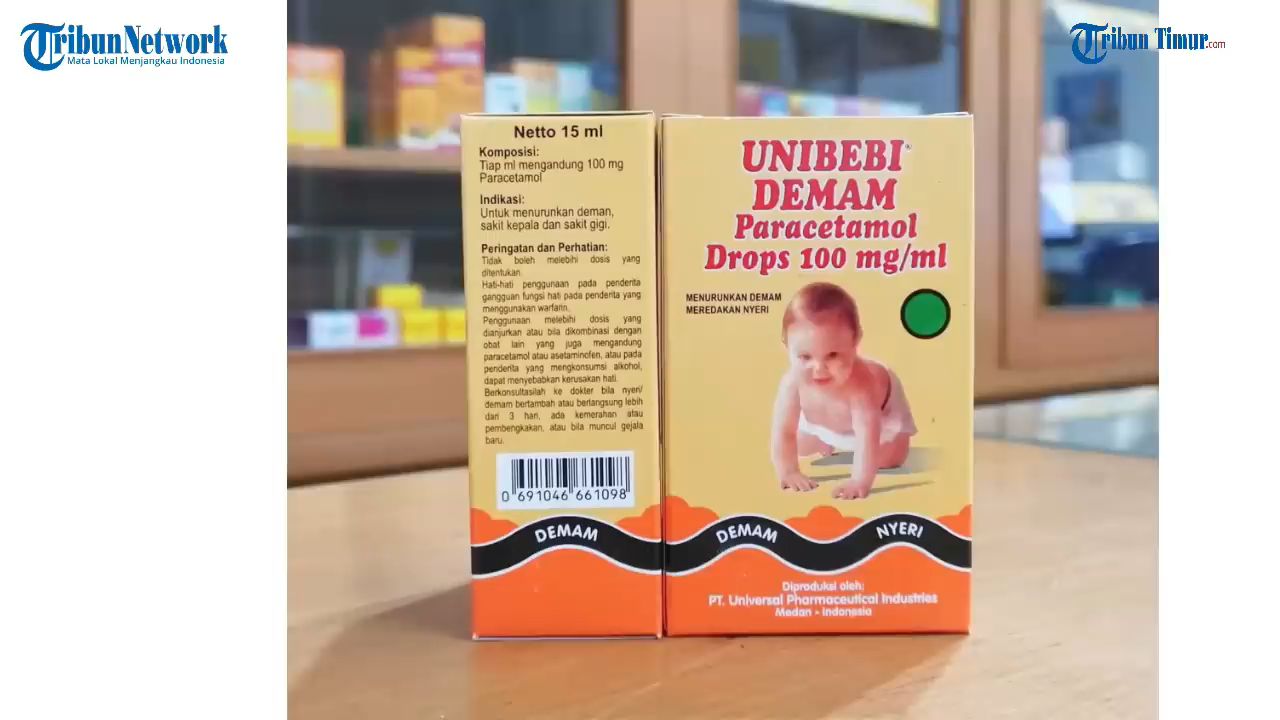 TribunNetwork
Mata Lokal Menjangkau Indonesia
Tribun Timur.com
Netto 15 ml
Komposisi:
Tiap ml mengandung 100 mg
Paracetamol
Indikasi:
Untuk menurunkan deman,
sakit kepala dan sakit gigi.
Peringatan dan Perhatian:
Tidak boleh melebihi dosis yang
ditentukan.
Hati-hati penggunaan pada penderita
gangguan fungsi hati pada penderita yang
menggunakan warfarin.
Penggunaan melebihi dosis yang
dianjurkan atau bila dikombinasi dengan
obat lain yang juga mengandung
paracetamol atau asetaminofen, atau pada
penderita yang mengkonsumsi alkohol,
dapat menyebabkan kerusakan hati.
Berkonsultasilah ke dokter bila nyeri/
demam bertambah atau berlangsung lebih
dari 3 hari, ada kemerahan atau
pembengkakan, atau bila muncul gejala
baru.
0 691046 661098
DEMAM
UNIBEBI®
DEMAM
Paracetamol
Drops 100 mg/ml
MENURUNKAN DEMAM
MEREDAKAN NYERI
DEMAM NYERI
Diproduksi oleh:
PT. Universal Pharmaceutical Industries
Medan - Indonesia